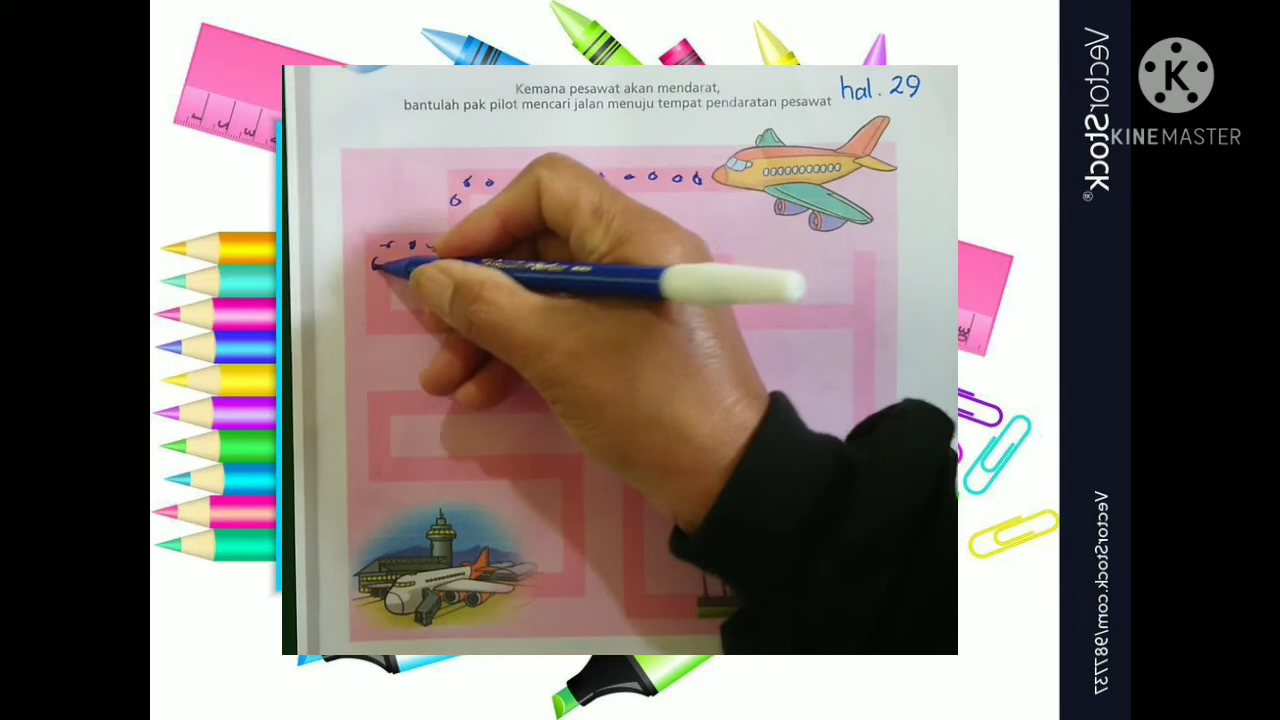 Kemana pesawat akan mendarat,
bantulah pak pilot mencari jalan menuju tempat pendaratan pesawat
hal. 29
K
KINEMASTER
VectorStock®
VectorStock.com/7377786